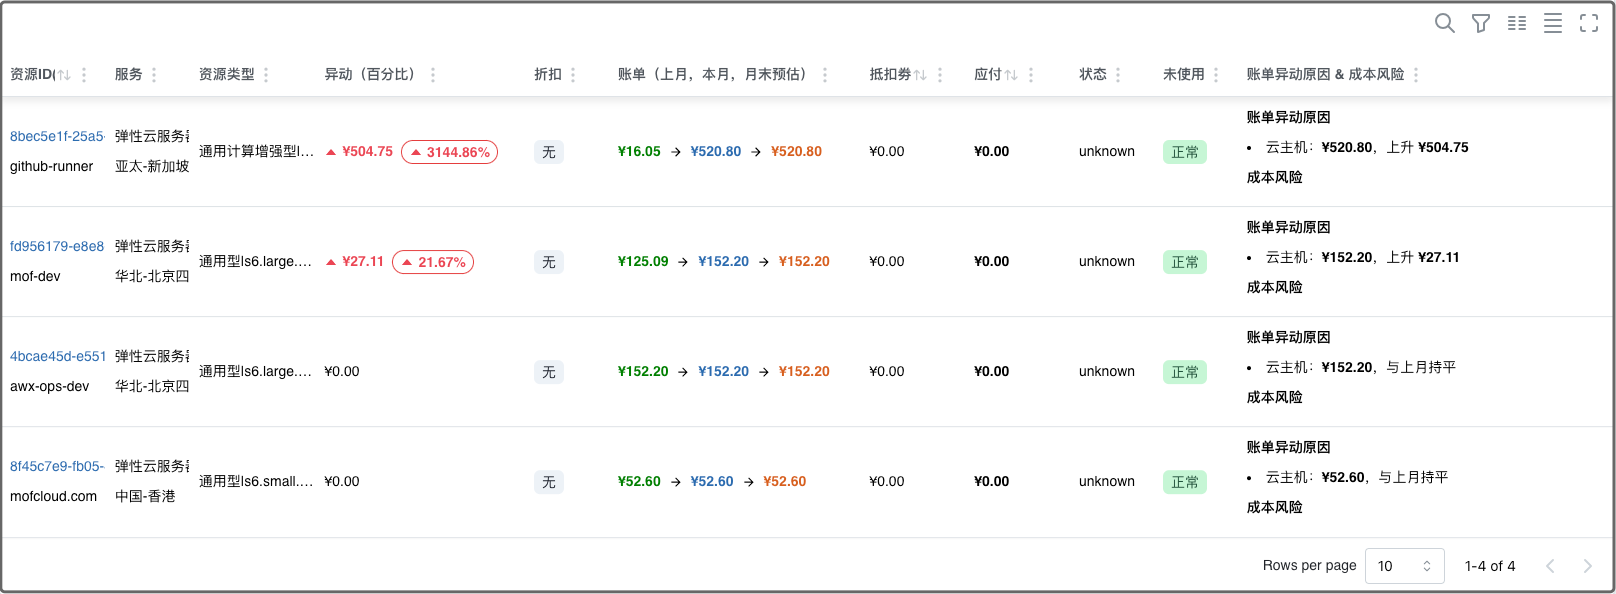 资源ID(
服务
资源类型
异动（百分比）
折扣
账单（上月，本月，月末预估）
抵扣券
应付
状态
未使用
账单异动原因 & 成本风险
8bec5e1f-25a5-
github-runner
弹性云服务器
亚太-新加坡
通用计算增强型l…
¥504.75 3144.86%
无
¥16.05 → ¥520.80 → ¥520.80
¥0.00
¥0.00
unknown
正常
账单异动原因
• 云主机：¥520.80，上升 ¥504.75
成本风险
fd956179-e8e8
mof-dev
弹性云服务器
华北-北京四
通用型ls6.large.…
¥27.11 21.67%
无
¥125.09 → ¥152.20 → ¥152.20
¥0.00
¥0.00
unknown
正常
账单异动原因
• 云主机：¥152.20，上升 ¥27.11
成本风险
4bcae45d-e551
awx-ops-dev
弹性云服务器
华北-北京四
通用型ls6.large.…
¥0.00
无
¥152.20 → ¥152.20 → ¥152.20
¥0.00
¥0.00
unknown
正常
账单异动原因
• 云主机：¥152.20，与上月持平
成本风险
8f45c7e9-fb05-
mofcloud.com
弹性云服务器
中国-香港
通用型ls6.small.…
¥0.00
无
¥52.60 → ¥52.60 → ¥52.60
¥0.00
¥0.00
unknown
正常
账单异动原因
• 云主机：¥52.60，与上月持平
成本风险
Rows per page 10 1-4 of 4